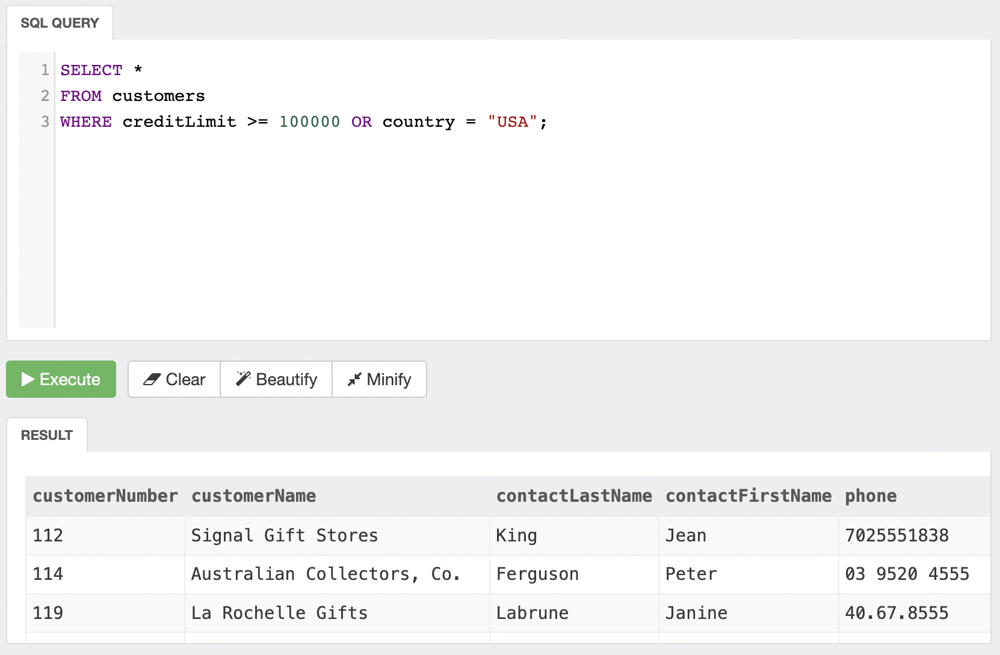 SQL QUERY
1 SELECT *
2 FROM customers
3 WHERE creditLimit >= 100000 OR country = "USA";
Execute Clear Beautify Minify
RESULT
customerNumber customerName contactLastName contactFirstName phone
112 Signal Gift Stores King Jean 7025551838
114 Australian Collectors, Co. Ferguson Peter 03 9520 4555
119 La Rochelle Gifts Labrune Janine 40.67.8555